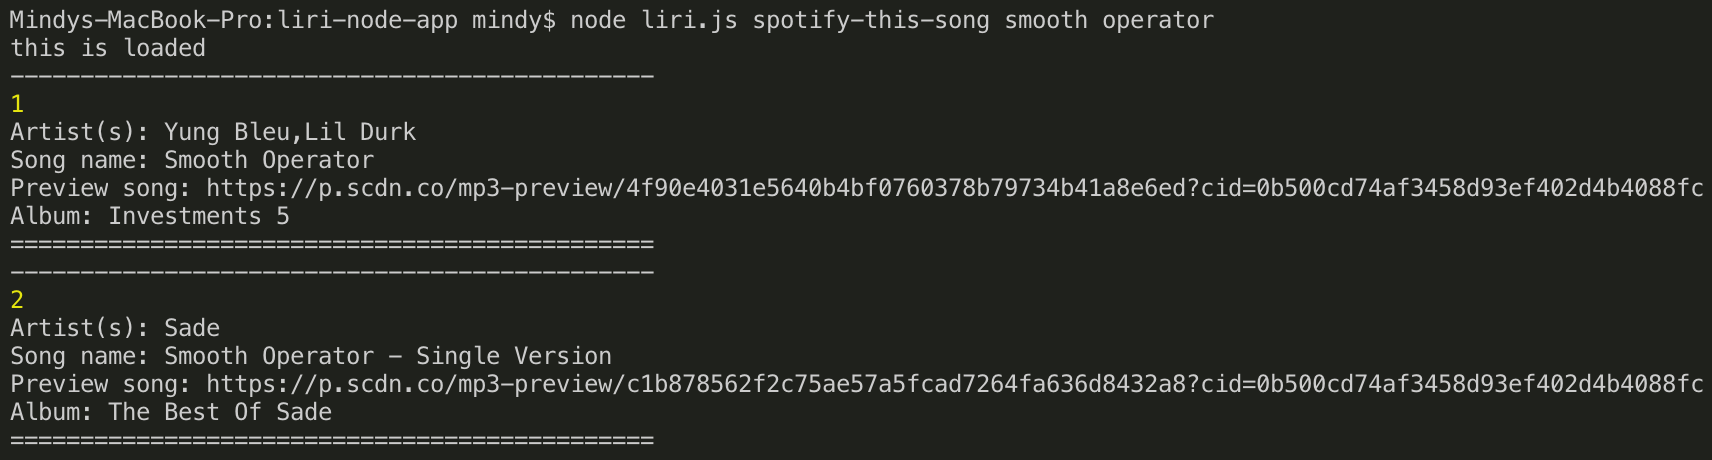 Mindys-MacBook-Pro:liri-node-app mindy$ node liri.js spotify-this-song smooth operator
this is loaded
----------------------------------------------
1
Artist(s): Yung Bleu,Lil Durk
Song name: Smooth Operator
Preview song: https://p.scdn.co/mp3-preview/4f90e4031e5640b4bf0760378b79734b41a8e6ed?cid=0b500cd74af3458d93ef402d4b4088fc
Album: Investments 5
==============================================
----------------------------------------------
2
Artist(s): Sade
Song name: Smooth Operator - Single Version
Preview song: https://p.scdn.co/mp3-preview/c1b878562f2c75ae57a5fcad7264fa636d8432a8?cid=0b500cd74af3458d93ef402d4b4088fc
Album: The Best Of Sade
==============================================